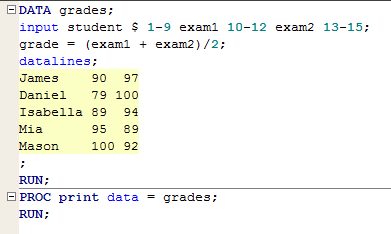 DATA grades;
input student $ 1-9 exam1 10-12 exam2 13-15;
grade = (exam1 + exam2)/2;
datalines;
James    90  97
Daniel   79 100
Isabella 89  94
Mia      95  89
Mason    100 92
;
RUN;
PROC print data = grades;
RUN;